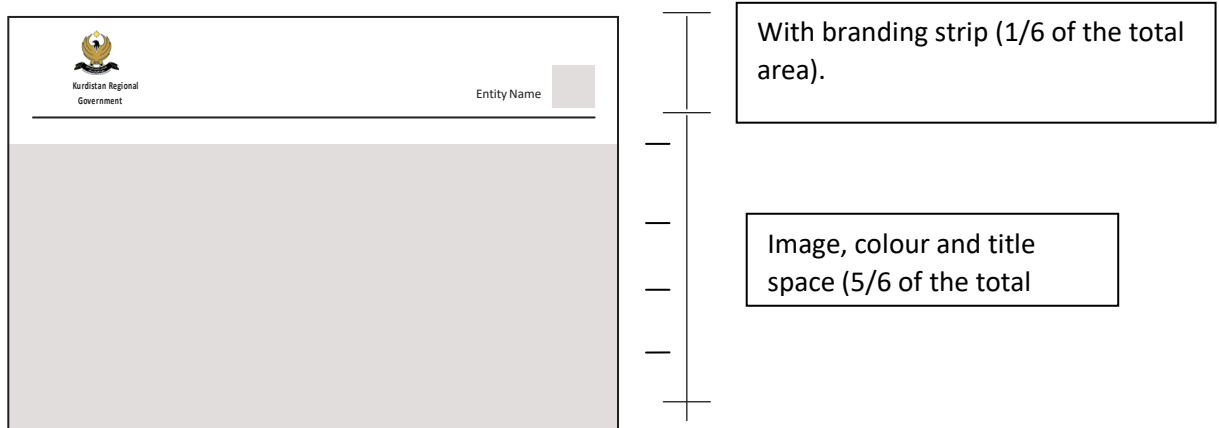 Kurdistan Regional
Government
Entity Name
With branding strip (1/6 of the total
area).
Image, colour and title
space (5/6 of the total